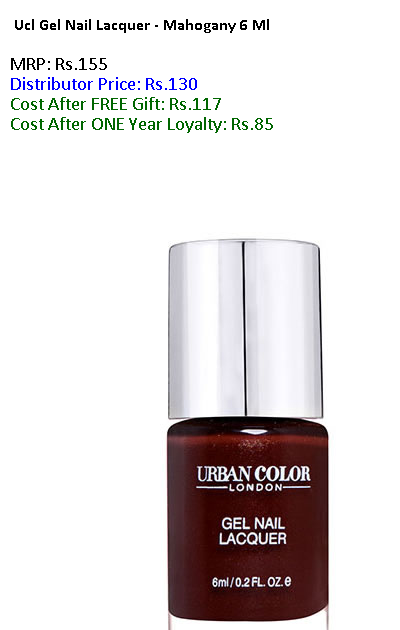 Ucl Gel Nail Lacquer - Mahogany 6 Ml
MRP: Rs.155
Distributor Price: Rs.130
Cost After FREE Gift: Rs.117
Cost After ONE Year Loyalty: Rs.85
URBAN COLOR
LONDON
GEL NAIL
LACQUER
6ml/0.2 FL. OZ. e